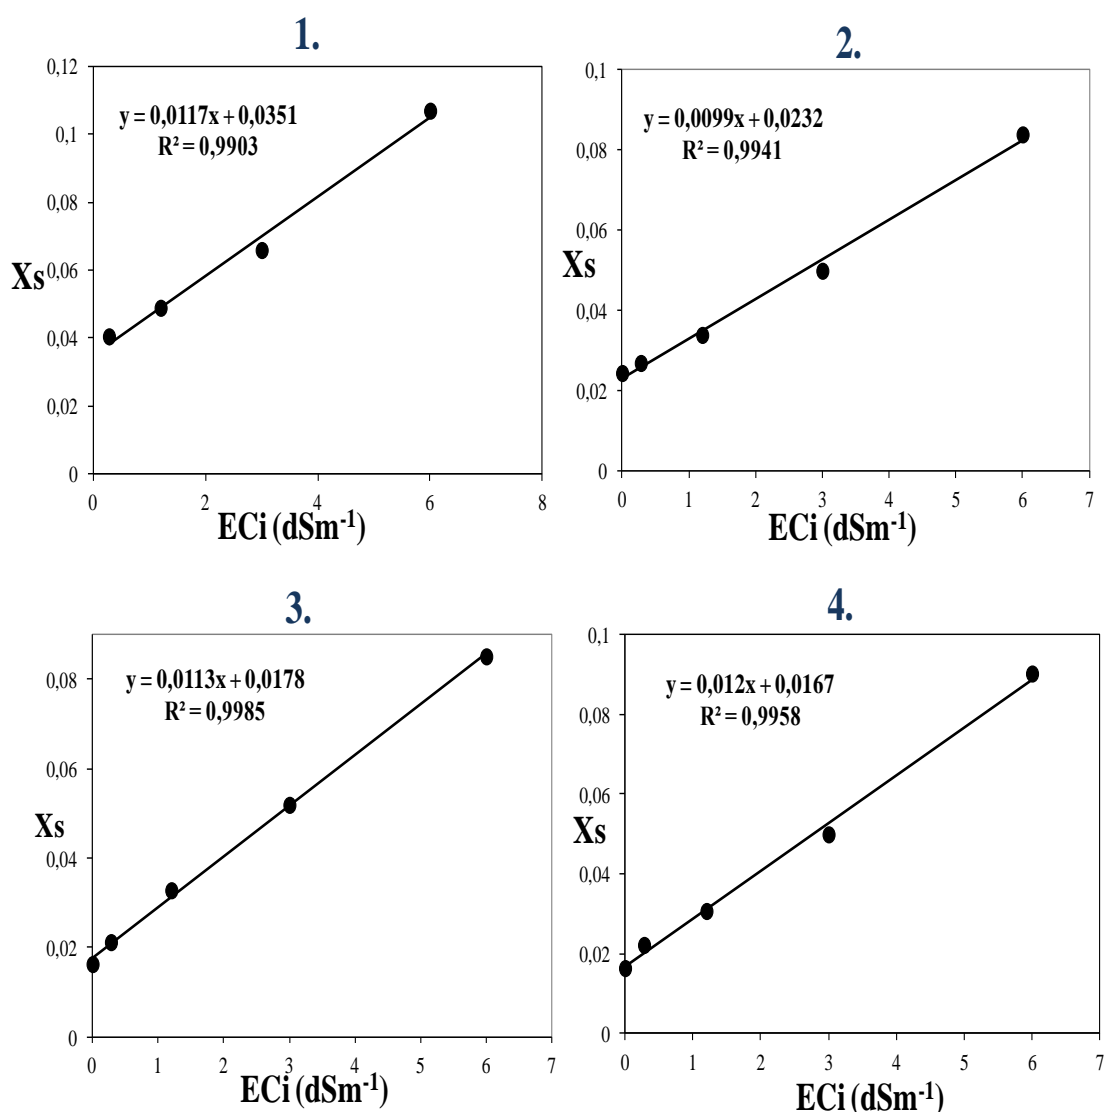 1.
y = 0,0117x + 0,0351
R² = 0,9903
0,12
0,1
0,08
0,06
0,04
0,02
0
Xs
0 2 4 6 8
ECi (dSm⁻¹)
2.
y = 0,0099x + 0,0232
R² = 0,9941
0,1
0,08
0,06
0,04
0,02
0
Xs
0 1 2 3 4 5 6 7
ECi (dSm⁻¹)
3.
y = 0,0113x + 0,0178
R² = 0,9985
0,08
0,06
0,04
0,02
0
Xs
0 1 2 3 4 5 6 7
ECi (dSm⁻¹)
4.
y = 0,012x + 0,0167
R² = 0,9958
0,1
0,08
0,06
0,04
0,02
0
Xs
0 1 2 3 4 5 6 7
ECi (dSm⁻¹)